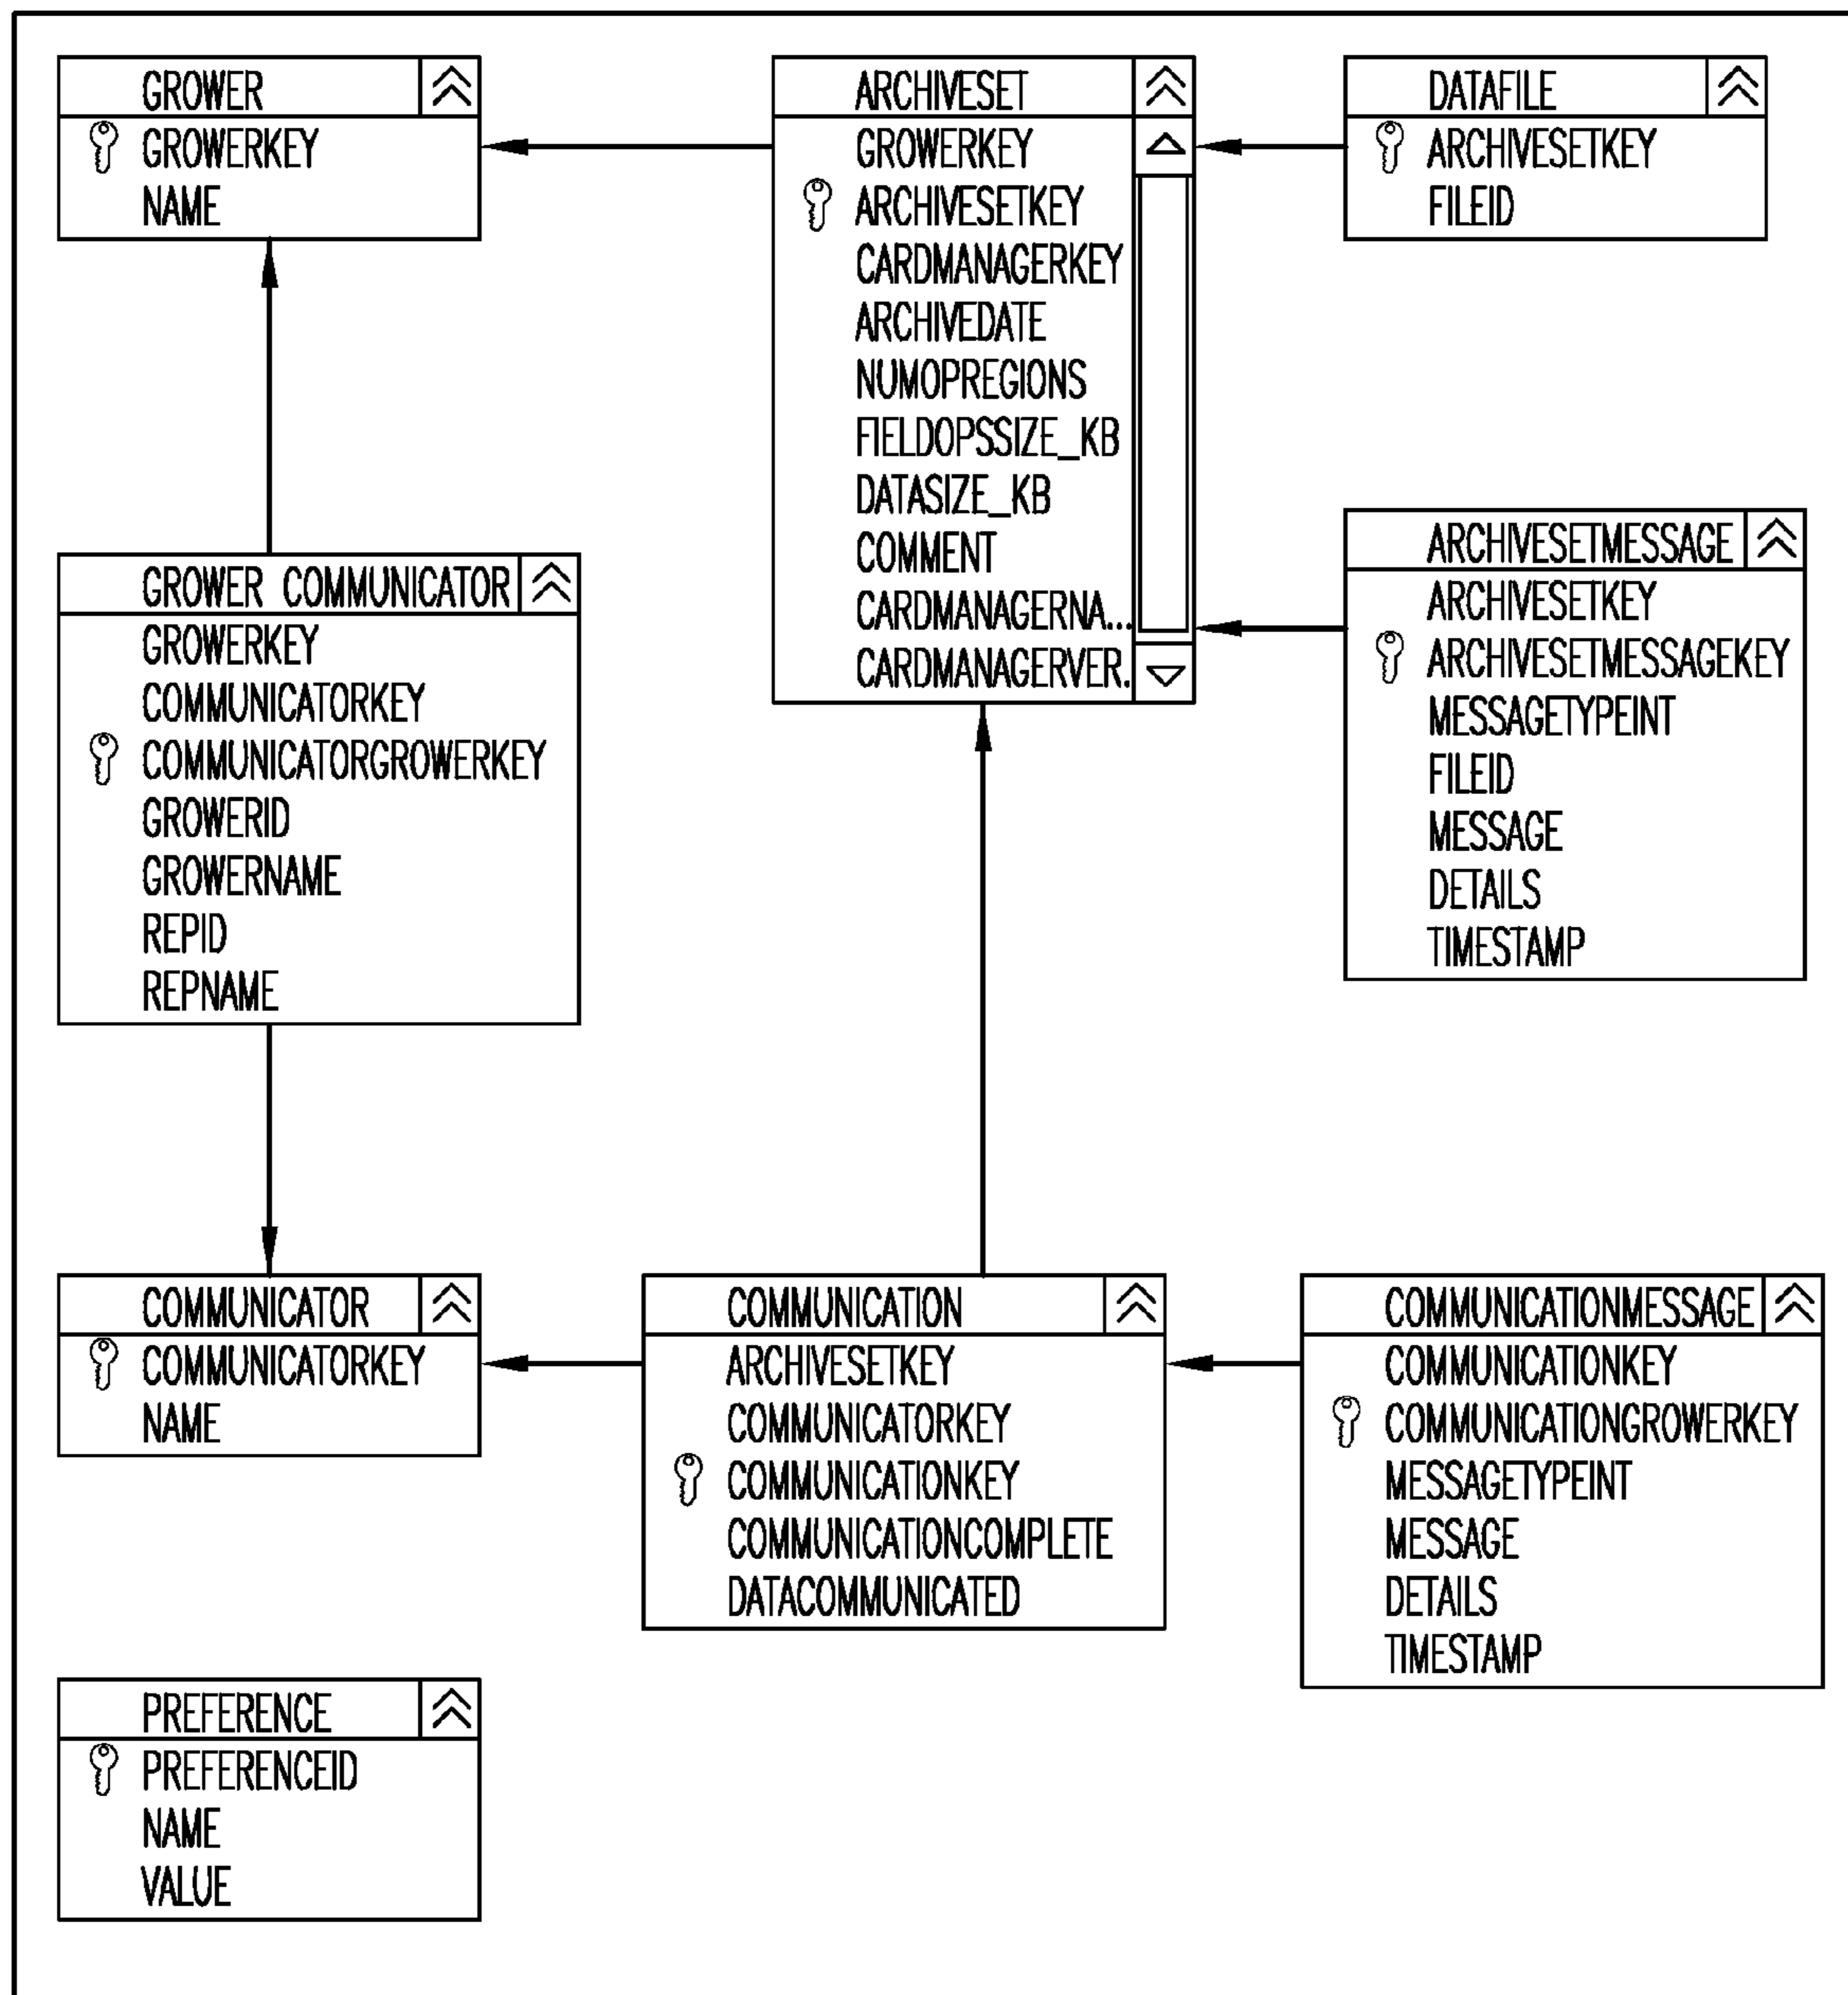 GROWER
GROWERKEY
NAME
ARCHIVESET
GROWERKEY
ARCHIVESETKEY
CARDMANAGERKEY
ARCHIVEDATE
NUMOPREGIONS
FIELDOPSSIZE_KB
DATASIZE_KB
COMMENT
CARDMANAGERNA...
CARDMANAGERVER.
DATAFILE
ARCHIVESETKEY
FILEID
GROWER COMMUNICATOR
GROWERKEY
COMMUNICATORKEY
COMMUNICATORGROWERKEY
GROWERID
GROWERNAME
REPID
REPNAME
ARCHIVESETMESSAGE
ARCHIVESETKEY
ARCHIVESETMESSAGEKEY
MESSAGETYPEINT
FILEID
MESSAGE
DETAILS
TIMESTAMP
COMMUNICATOR
COMMUNICATORKEY
NAME
COMMUNICATION
ARCHIVESETKEY
COMMUNICATORKEY
COMMUNICATIONKEY
COMMUNICATIONCOMPLETE
DATACOMMUNICATED
COMMUNICATIONMESSAGE
COMMUNICATIONKEY
COMMUNICATIONGROWERKEY
MESSAGETYPEINT
MESSAGE
DETAILS
TIMESTAMP
PREFERENCE
PREFERENCEID
NAME
VALUE